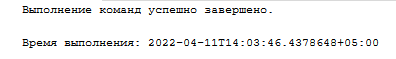 Выполнение команд успешно завершено.
Время выполнения: 2022-04-11T14:03:46.4378648+05:00